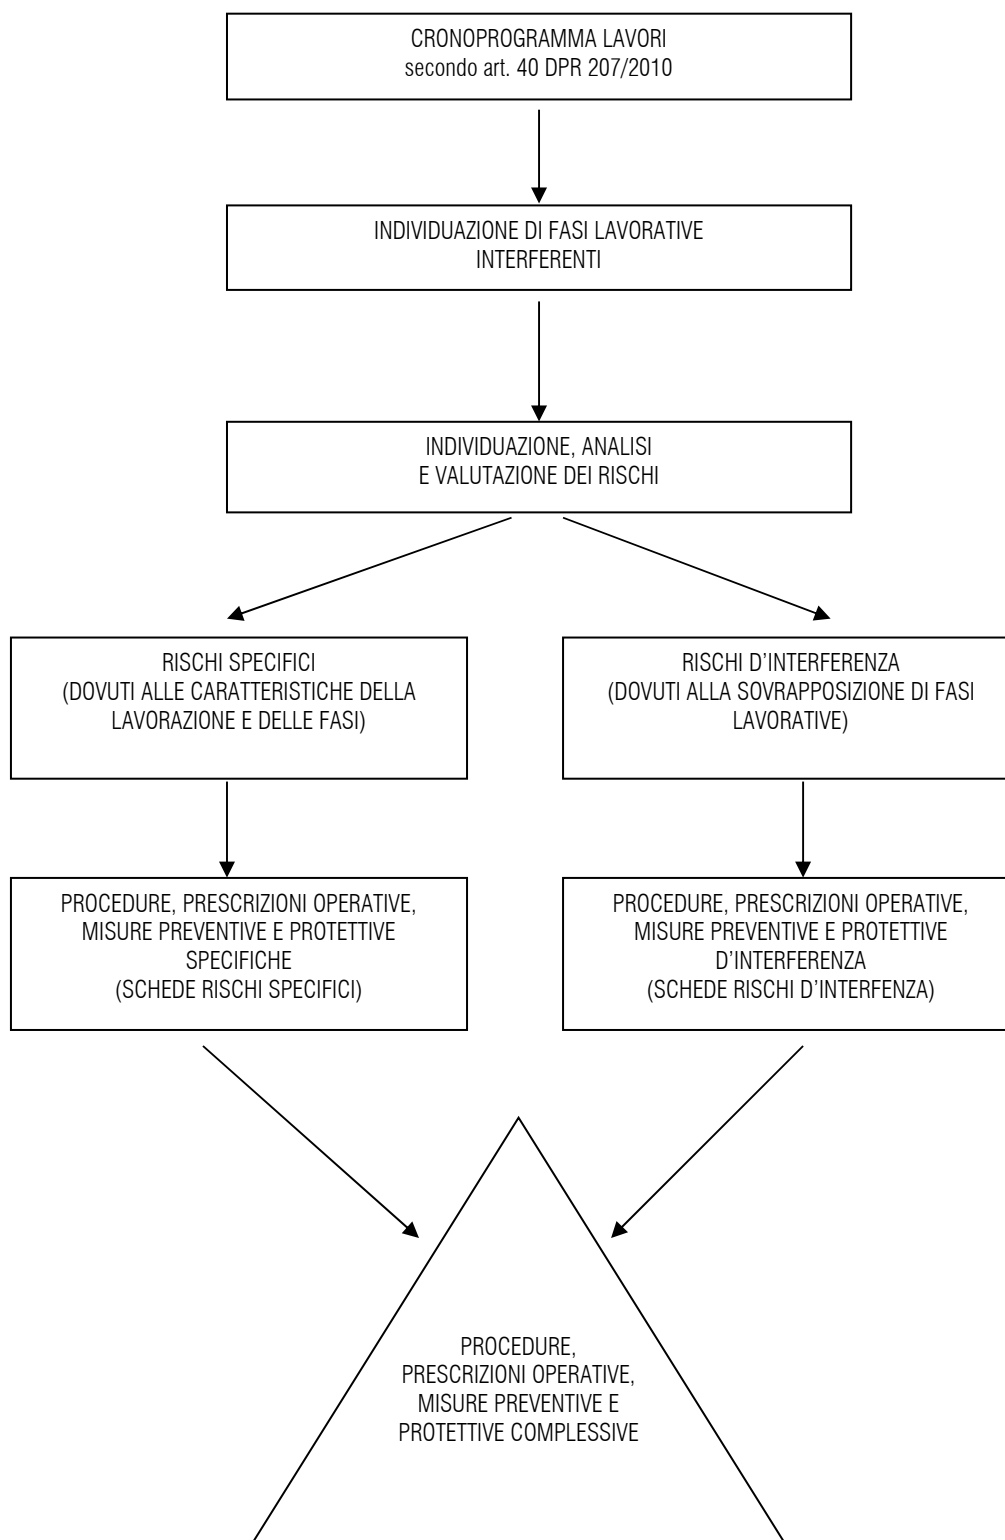 CRONOPROGRAMMA LAVORI
secondo art. 40 DPR 207/2010
INDIVIDUAZIONE DI FASI LAVORATIVE
INTERFERENTI
INDIVIDUAZIONE, ANALISI
E VALUTAZIONE DEI RISCHI
RISCHI SPECIFICI
(DOVUTI ALLE CARATTERISTICHE DELLA
LAVORAZIONE E DELLE FASI)
RISCHI D'INTERFERENZA
(DOVUTI ALLA SOVRAPPOSIZIONE DI FASI
LAVORATIVE)
PROCEDURE, PRESCRIZIONI OPERATIVE,
MISURE PREVENTIVE E PROTETTIVE
SPECIFICHE
(SCHEDE RISCHI SPECIFICI)
PROCEDURE, PRESCRIZIONI OPERATIVE,
MISURE PREVENTIVE E PROTETTIVE
D'INTERFERENZA
(SCHEDE RISCHI D'INTERFENZA)
PROCEDURE,
PRESCRIZIONI OPERATIVE,
MISURE PREVENTIVE E
PROTETTIVE COMPLESSIVE